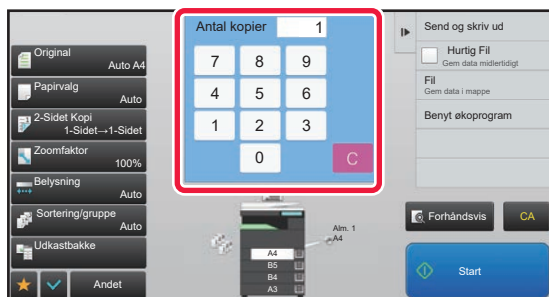 Original
Auto A4
Papirvalg
Auto
2-Sidet Kopi
1-Sidet→1-Sidet
Zoomfaktor
100%
Belysning
Auto
Sortering/gruppe
Auto
Udkastbakke
Andet
Antal kopier 1
7 8 9
4 5 6
1 2 3
0 C
Alm. 1
A4
A4
B5
B4
A3
Send og skriv ud
Hurtig Fil
Gem data midlertidigt
Fil
Gem data i mappe
Benyt økoprogram
Forhåndsvis
CA
Start